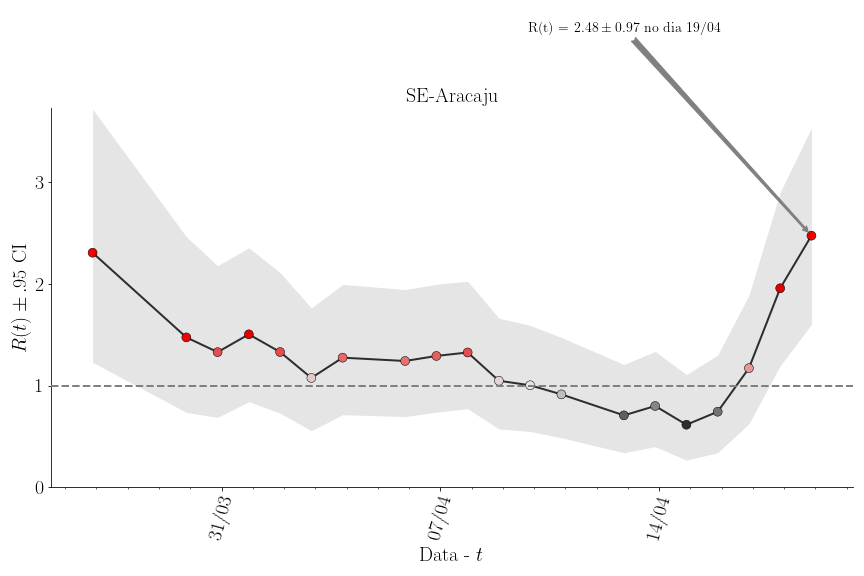 R(t) = 2.48 ± 0.97 no dia 19/04
SE-Aracaju
R(t) ± .95 CI
3
2
1
0
31/03
07/04
14/04
Data - t